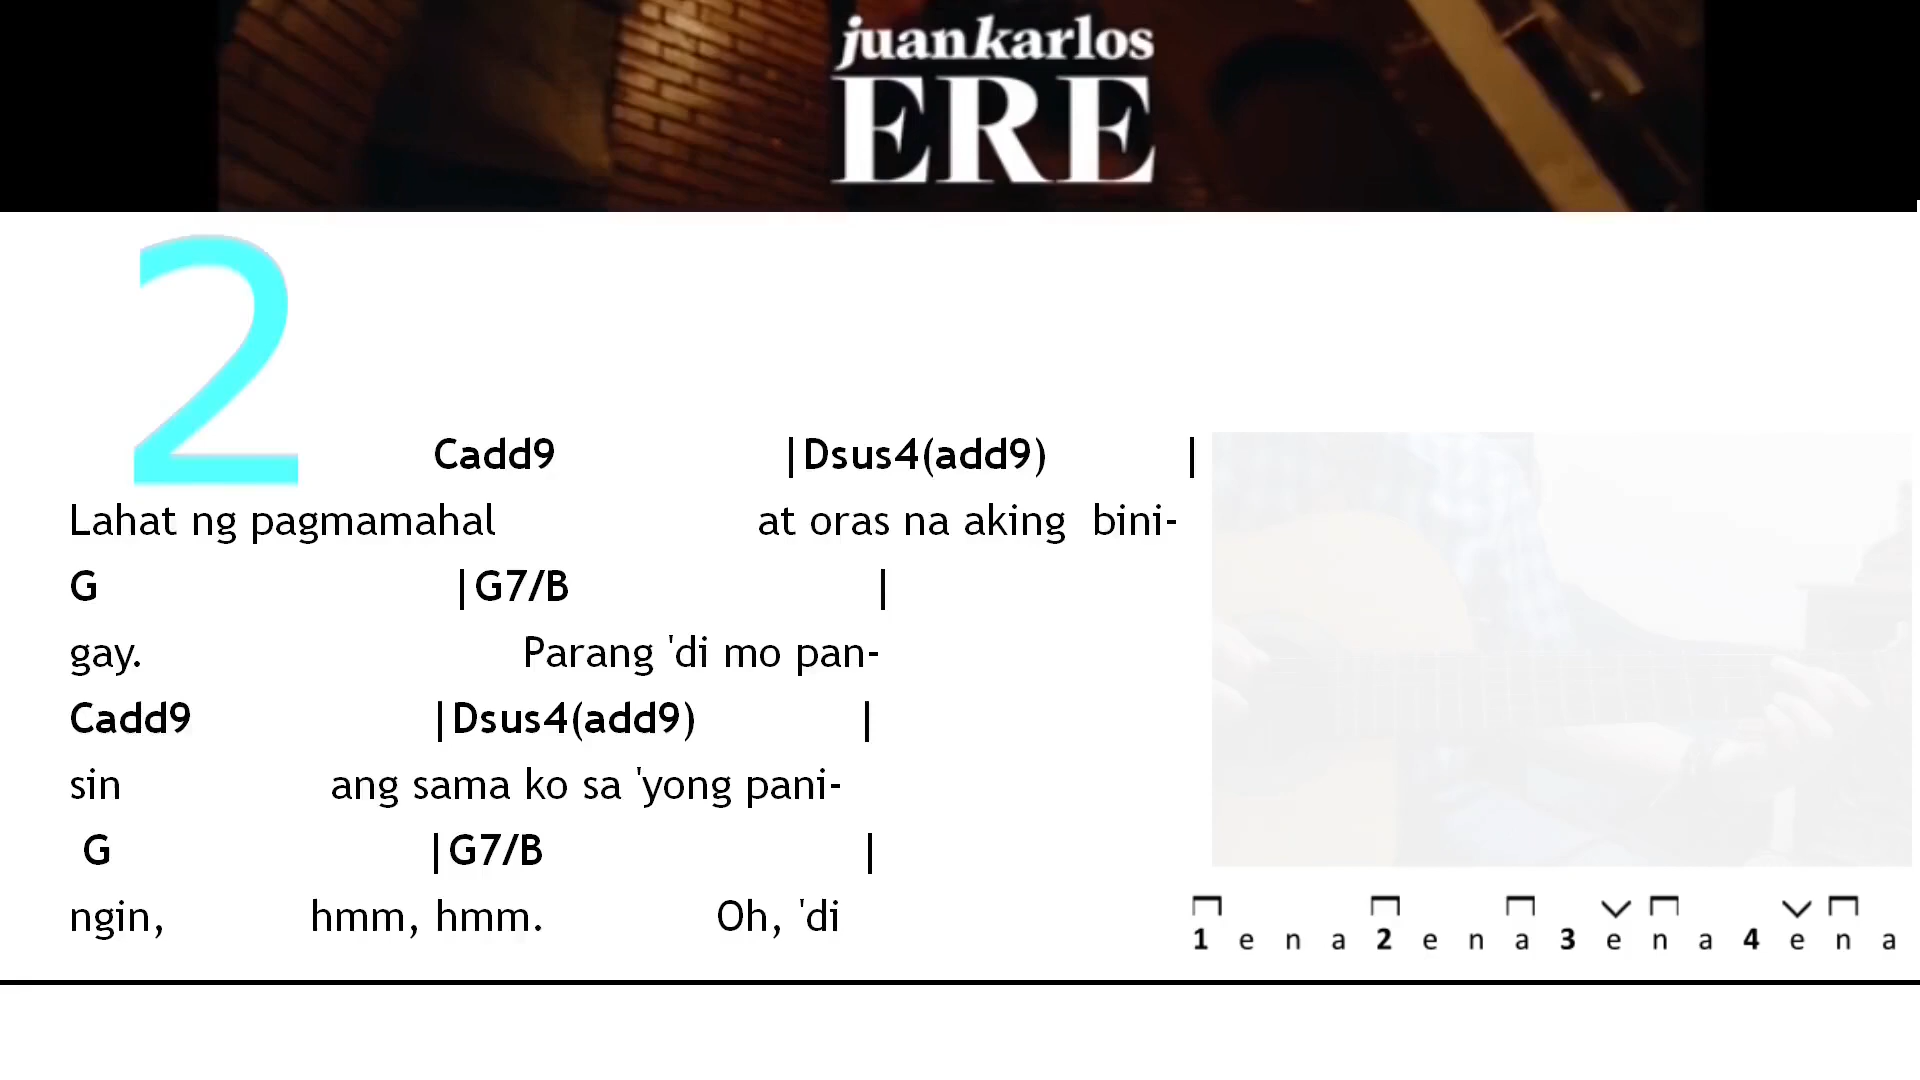 juankarlos
ERE
2
Cadd9 |Dsus4(add9) |
Lahat ng pagmamahal at oras na aking bini-
G |G7/B |
gay. Parang 'di mo pan-
Cadd9 |Dsus4(add9) |
sin ang sama ko sa 'yong pani-
G |G7/B |
ngin, hmm, hmm. Oh, 'di
1 e n a 2 e n a 3 e n a 4 e n a